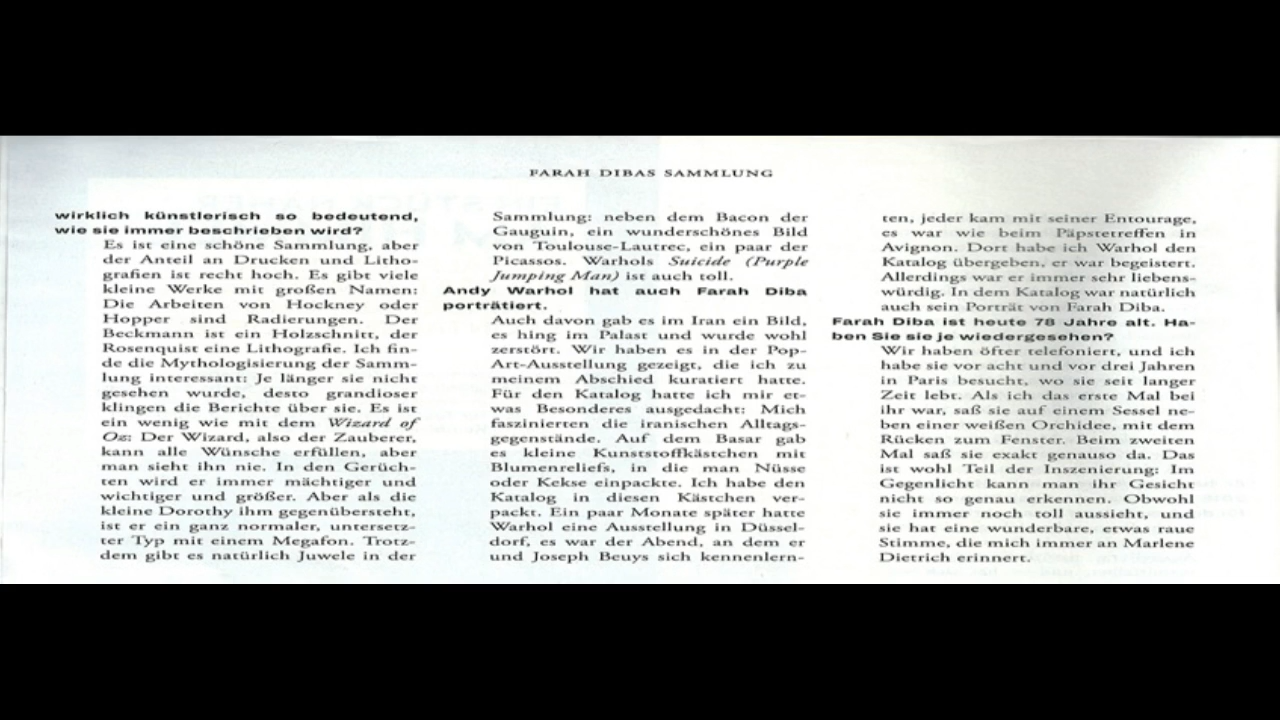 FARAH DIBAS SAMMLUNG
wirklich künstlerisch so bedeutend,
wie sie immer beschrieben wird?
Es ist eine schöne Sammlung, aber
der Anteil an Drucken und Litho-
grafien ist recht hoch. Es gibt viele
kleine Werke mit großen Namen:
Die Arbeiten von Hockney oder
Hopper sind Radierungen. Der
Beckmann ist ein Holzschnitt, der
Rosenquist eine Lithografie. Ich fin-
de die Mythologisierung der Samm-
lung interessant: Je länger sie nicht
gesehen wurde, desto grandioser
klingen die Berichte über sie. Es ist
ein wenig wie mit dem Wizard of
Oz: Der Wizard, also der Zauberer,
kann alle Wünsche erfüllen, aber
man sieht ihn nie. In den Gerüch-
ten wird er immer mächtiger und
wichtiger und größer. Aber als die
kleine Dorothy ihm gegenübersteht,
ist er ein ganz normaler, untersetz-
ter Typ mit einem Megafon. Trotz-
dem gibt es natürlich Juwele in der
Sammlung: neben dem Bacon der
Gauguin, ein wunderschönes Bild
von Toulouse-Lautrec, ein paar der
Picassos. Warhols Suicide (Purple
Jumping Man) ist auch toll.
Andy Warhol hat auch Farah Diba
porträtiert.
Auch davon gab es im Iran ein Bild,
es hing im Palast und wurde wohl
zerstört. Wir haben es in der Pop-
Art-Ausstellung gezeigt, die ich zu
meinem Abschied kuratiert hatte.
Für den Katalog hatte ich mir et-
was Besonderes ausgedacht: Mich
faszinierten die iranischen Alltags-
gegenstände. Auf dem Basar gab
es kleine Kunststoffkästchen mit
Blumenreliefs, in die man Nüsse
oder Kekse einpackte. Ich habe den
Katalog in diesen Kästchen ver-
packt. Ein paar Monate später hatte
Warhol eine Ausstellung in Düssel-
dorf, es war der Abend, an dem er
und Joseph Beuys sich kennenlern-
ten, jeder kam mit seiner Entourage,
es war wie beim Päpstetreffen in
Avignon. Dort habe ich Warhol den
Katalog übergeben, er war begeistert.
Allerdings war er immer sehr liebens-
würdig. In dem Katalog war natürlich
auch sein Porträt von Farah Diba.
Farah Diba ist heute 78 Jahre alt. Ha-
ben Sie sie je wiedergesehen?
Wir haben öfter telefoniert, und ich
habe sie vor acht und vor drei Jahren
in Paris besucht, wo sie seit langer
Zeit lebt. Als ich das erste Mal bei
ihr war, saß sie auf einem Sessel ne-
ben einer weißen Orchidee, mit dem
Rücken zum Fenster. Beim zweiten
Mal saß sie exakt genauso da. Das
ist wohl Teil der Inszenierung: Im
Gegenlicht kann man ihr Gesicht
nicht so genau erkennen. Obwohl
sie immer noch toll aussieht, und
sie hat eine wunderbare, etwas raue
Stimme, die mich immer an Marlene
Dietrich erinnert.